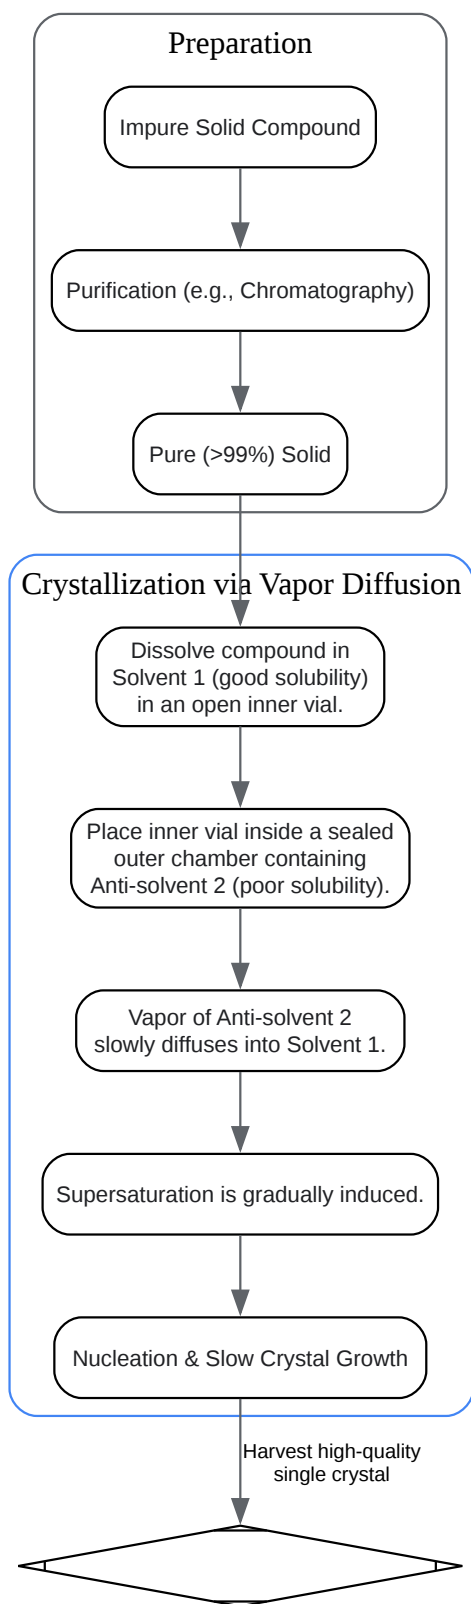 Preparation
Impure Solid Compound
Purification (e.g., Chromatography)
Pure (>99%) Solid
Crystallization via Vapor Diffusion
Dissolve compound in
Solvent 1 (good solubility)
in an open inner vial.
Place inner vial inside a sealed
outer chamber containing
Anti-solvent 2 (poor solubility).
Vapor of Anti-solvent 2
slowly diffuses into Solvent 1.
Supersaturation is gradually induced.
Nucleation & Slow Crystal Growth
Harvest high-quality
single crystal